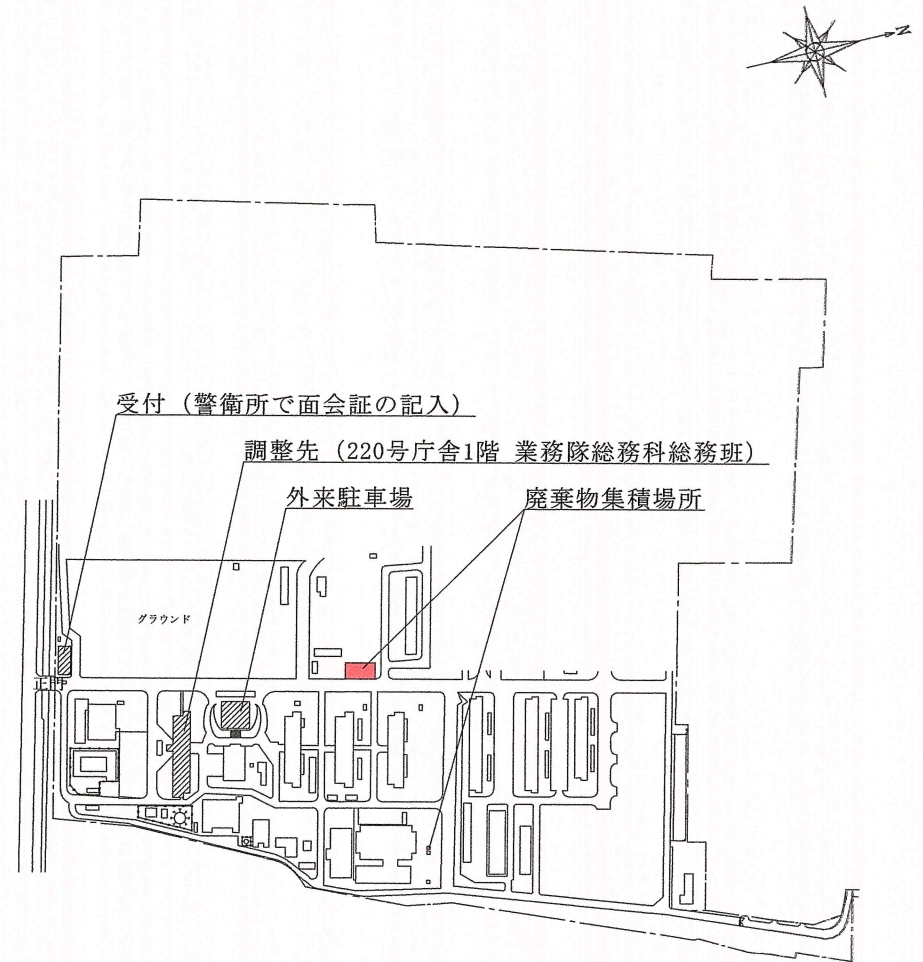 N
受付（警衛所で面会証の記入）
調整先（220号庁舎1階 業務隊総務科総務班）
外来駐車場
廃棄物集積場所
グラウンド
正門